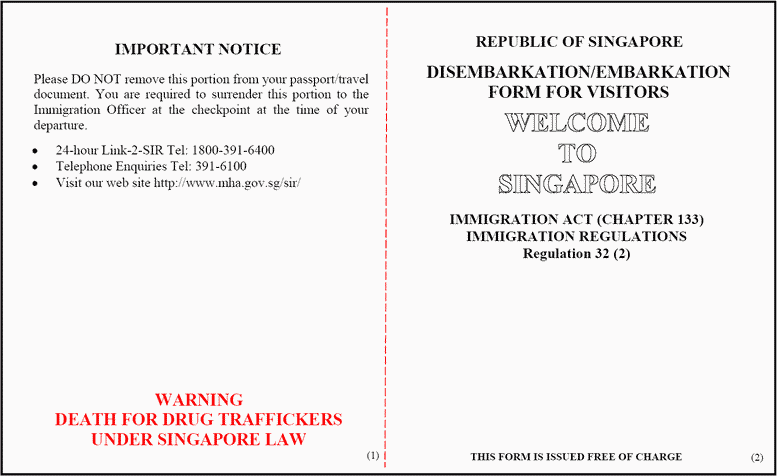 IMPORTANT NOTICE
Please DO NOT remove this portion from your passport/travel
document. You are required to surrender this portion to the
Immigration Officer at the checkpoint at the time of your
departure.
• 24-hour Link-2-SIR Tel: 1800-391-6400
• Telephone Enquiries Tel: 391-6100
• Visit our web site http://www.mha.gov.sg/sir/
WARNING
DEATH FOR DRUG TRAFFICKERS
UNDER SINGAPORE LAW
(1)
REPUBLIC OF SINGAPORE
DISEMBARKATION/EMBARKATION
FORM FOR VISITORS
WELCOME
TO
SINGAPORE
IMMIGRATION ACT (CHAPTER 133)
IMMIGRATION REGULATIONS
Regulation 32 (2)
THIS FORM IS ISSUED FREE OF CHARGE
(2)